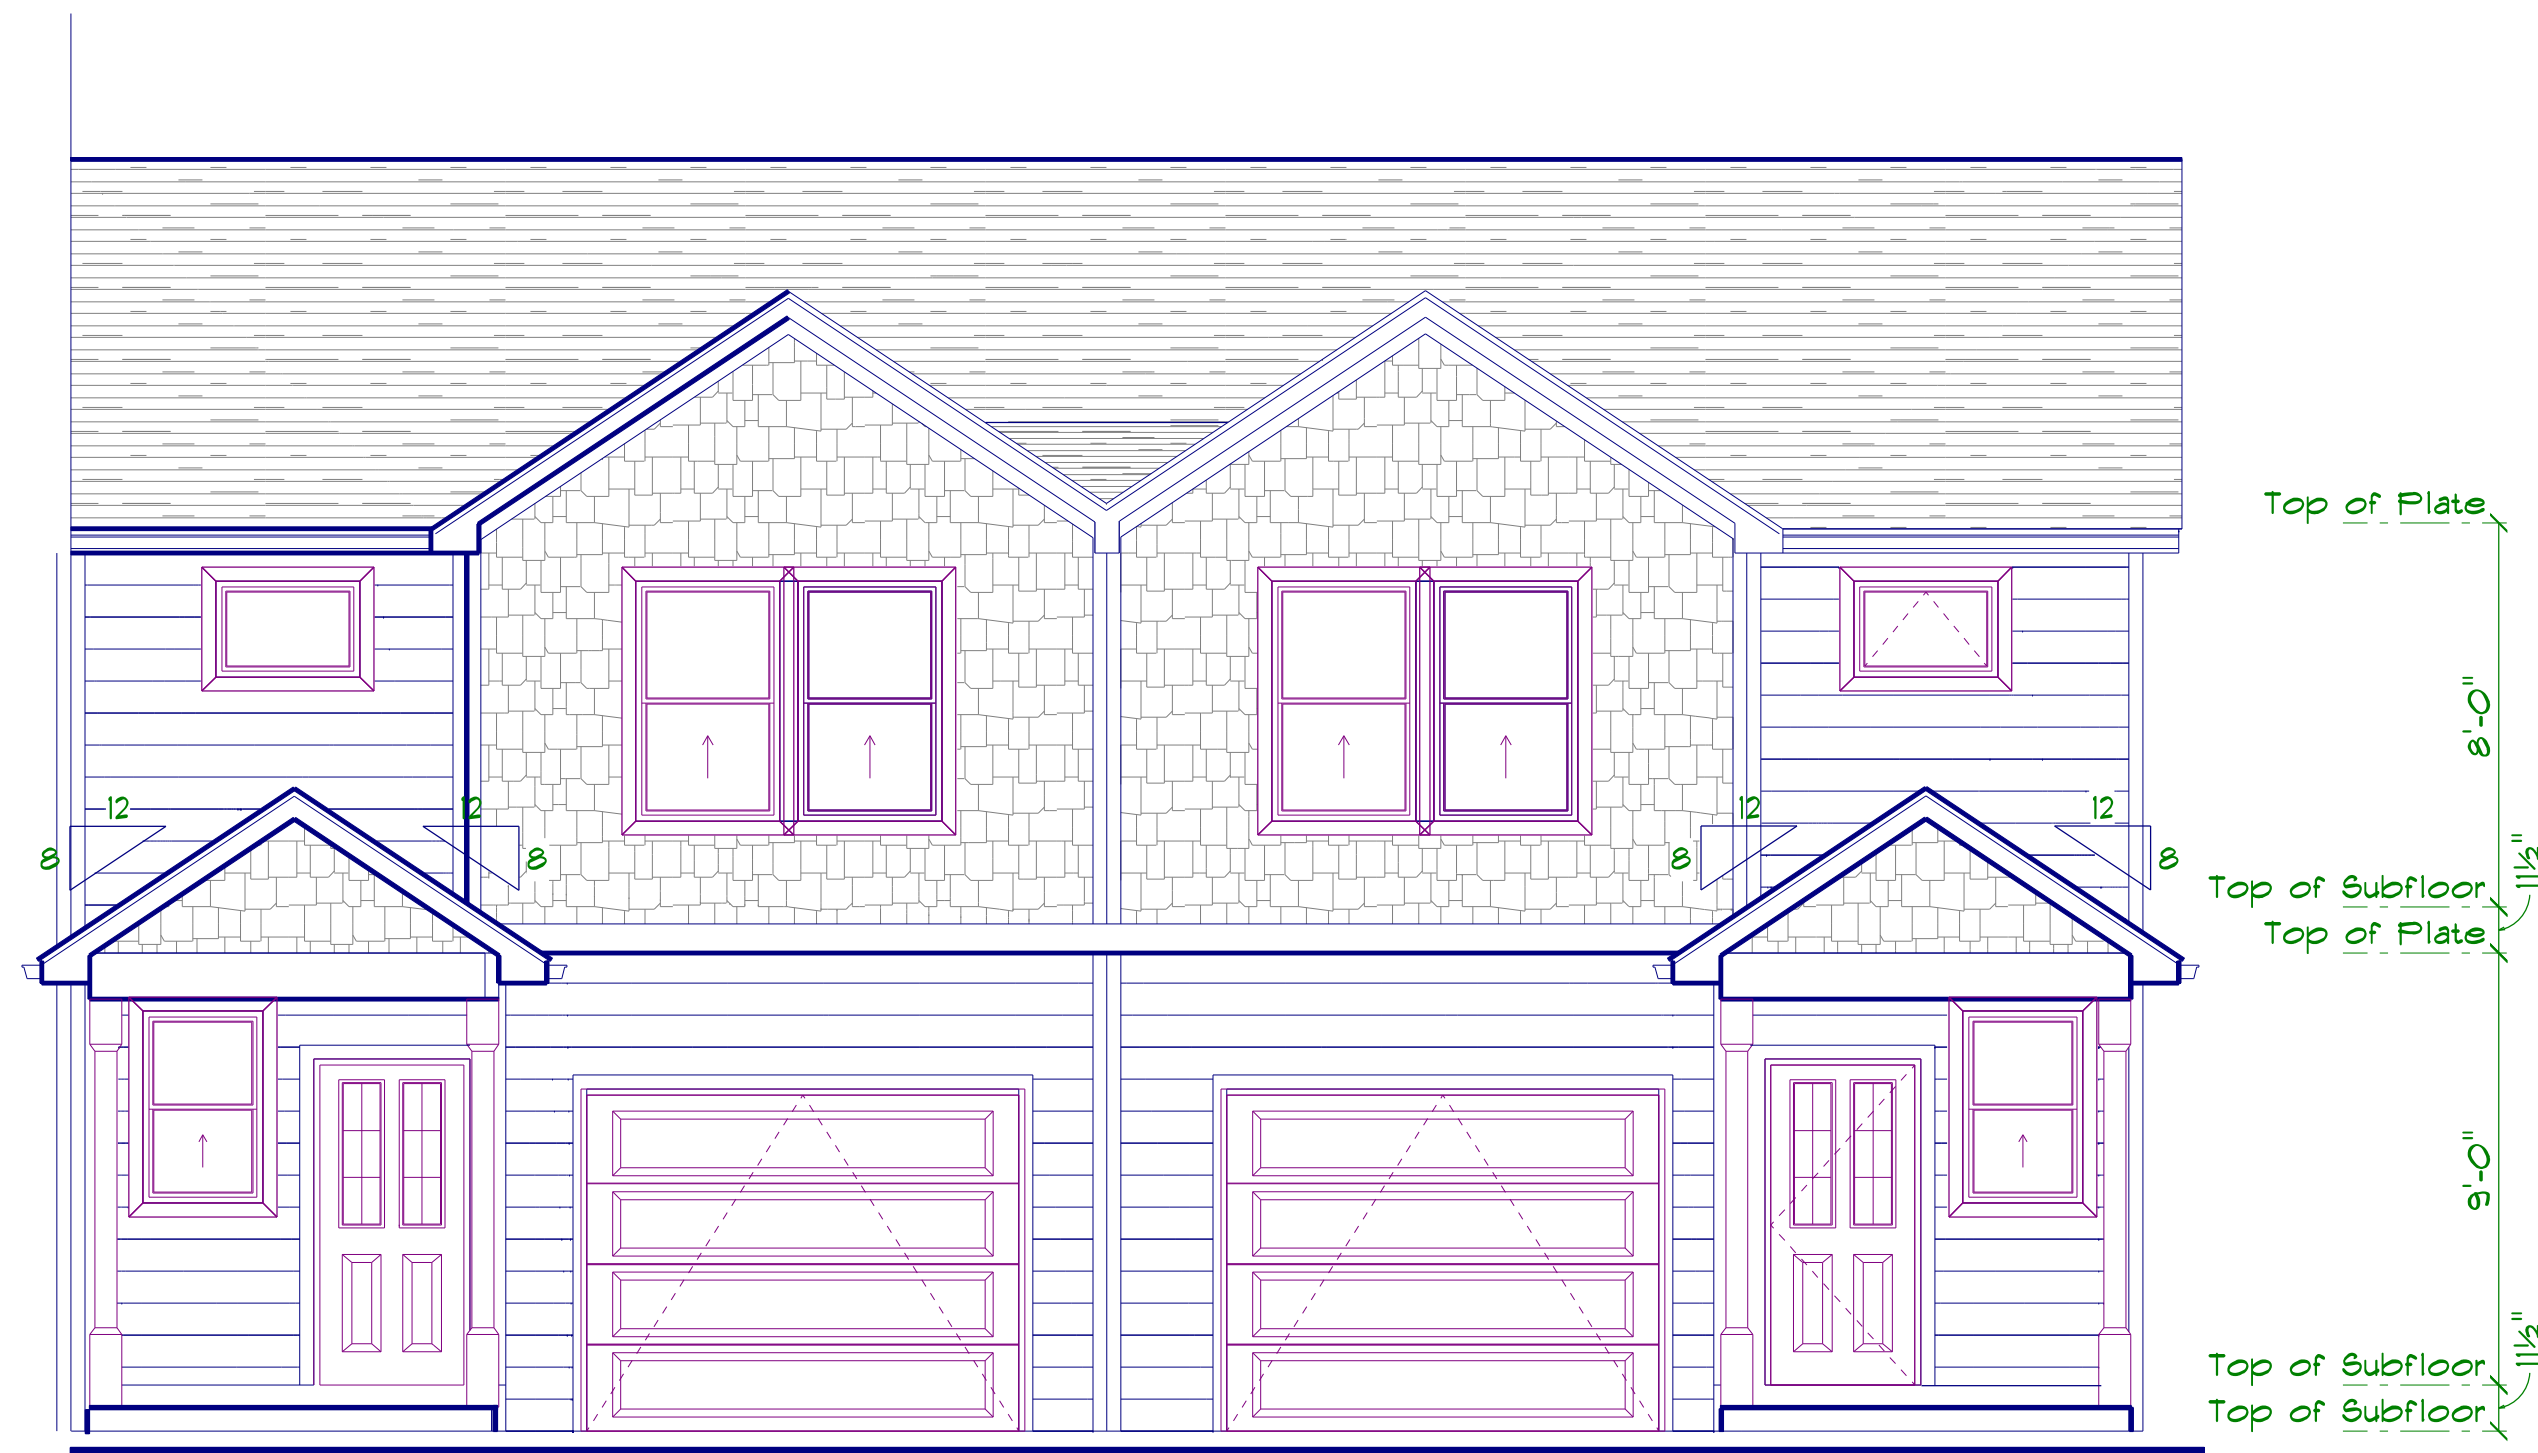 Top of Plate
8'-0"
12
12
12
12
8
8
8
8
11½"
Top of Subfloor
Top of Plate
9'-0"
11½"
Top of Subfloor
Top of Subfloor